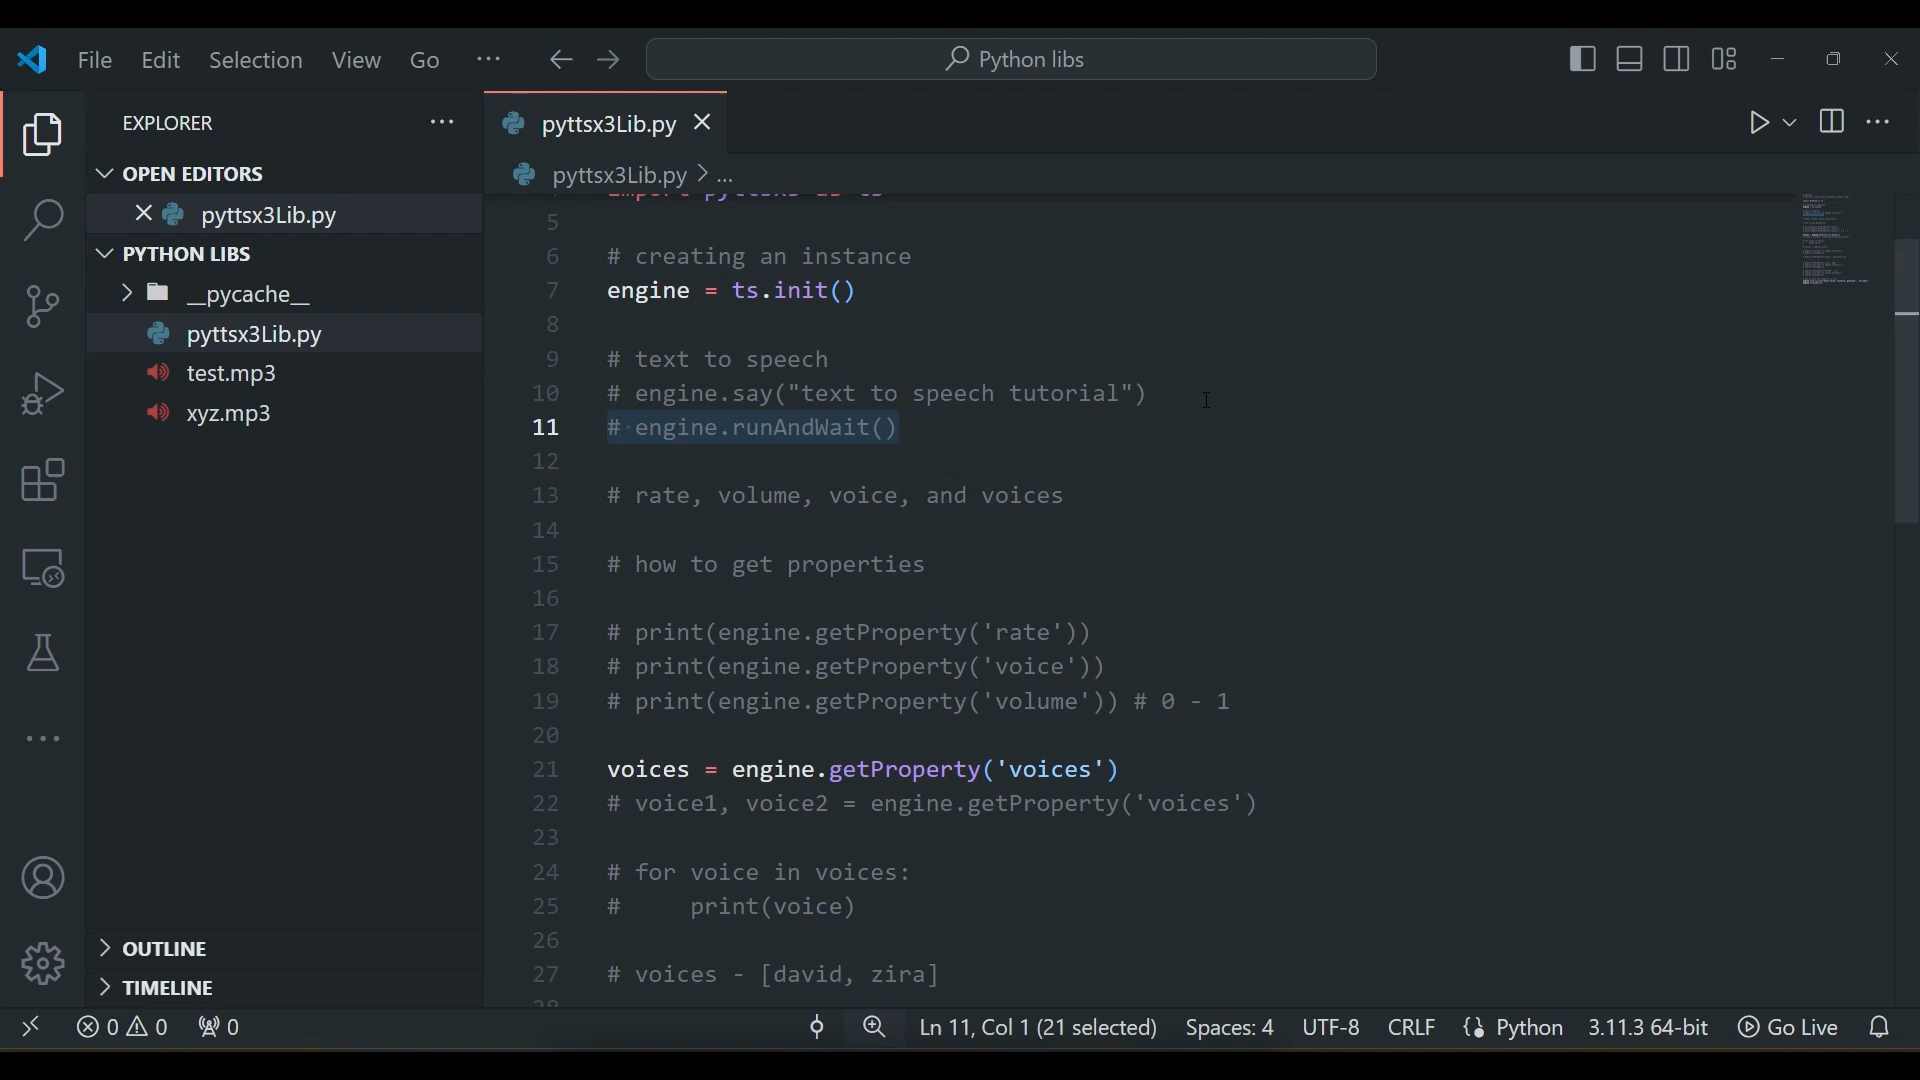 File Edit Selection View Go ...
Python libs
EXPLORER ...
OPEN EDITORS
pyttsx3Lib.py
PYTHON LIBS
__pycache__
pyttsx3Lib.py
test.mp3
xyz.mp3
OUTLINE
TIMELINE
pyttsx3Lib.py
pyttsx3Lib.py > ...
import pyttsx3 as ts
5
6 # creating an instance
7 engine = ts.init()
8
9 # text to speech
10 # engine.say("text to speech tutorial")
11 # engine.runAndWait()
12
13 # rate, volume, voice, and voices
14
15 # how to get properties
16
17 # print(engine.getProperty('rate'))
18 # print(engine.getProperty('voice'))
19 # print(engine.getProperty('volume')) # 0 - 1
20
21 voices = engine.getProperty('voices')
22 # voice1, voice2 = engine.getProperty('voices')
23
24 # for voice in voices:
25 #     print(voice)
26
27 # voices - [david, zira]
28
0 0 0 Ln 11, Col 1 (21 selected) Spaces: 4 UTF-8 CRLF Python 3.11.3 64-bit Go Live